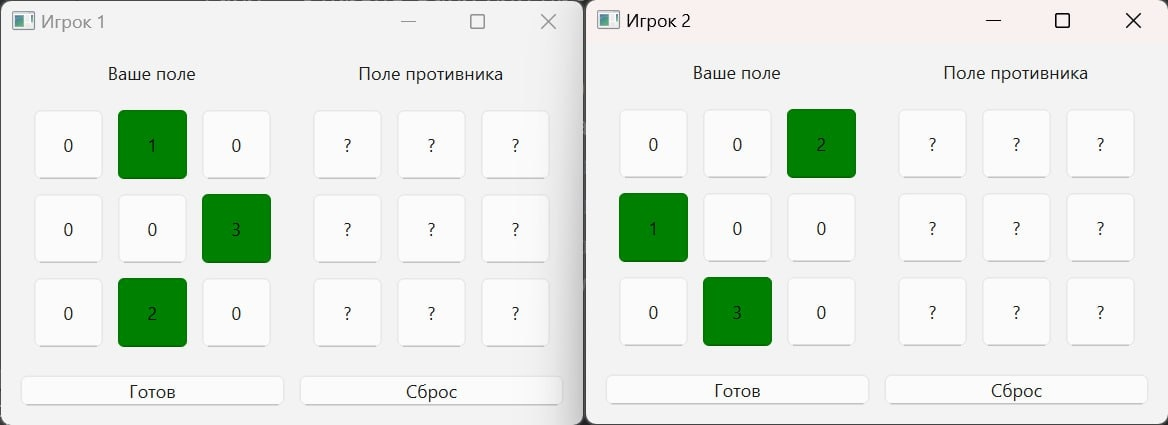 Игрок 1
Ваше поле Поле противника
0 1 0 ? ? ?
0 0 3 ? ? ?
0 2 0 ? ? ?
Готов Сброс
Игрок 2
Ваше поле Поле противника
0 0 2 ? ? ?
1 0 0 ? ? ?
0 3 0 ? ? ?
Готов Сброс